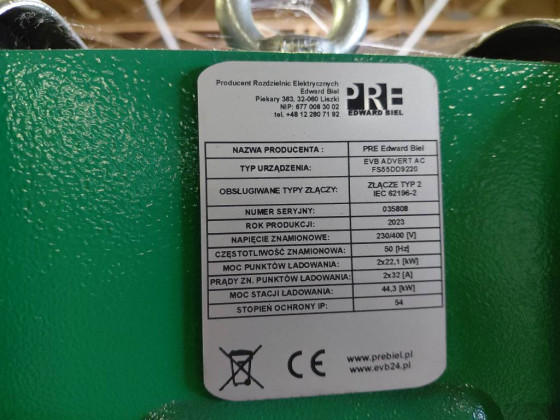 Producent Rozdzielnic Elektrycznych
Edward Biel
Piekary 363, 32-060 Liszki
NIP: 677 008 30 02
tel. +48 12 280 71 92
PRE
EDWARD BIEL
NAZWA PRODUCENTA : PRE Edward Biel
TYP URZĄDZENIA: EVB ADVERT AC
FS55DD9220
OBSŁUGIWANE TYPY ZŁĄCZY: ZŁĄCZE TYP 2
IEC 62196-2
NUMER SERYJNY: 035808
ROK PRODUKCJI: 2023
NAPIĘCIE ZNAMIONOWE: 230/400 [V]
CZĘSTOTLIWOŚĆ ZNAMIONOWA: 50 [Hz]
MOC PUNKTÓW ŁADOWANIA: 2x22,1 [kW]
PRĄDY ZN. PUNKTÓW ŁADOWANIA: 2x32 [A]
MOC STACJI ŁADOWANIA: 44,3 [kW]
STOPIEŃ OCHRONY IP: 54
CE
www.prebiel.pl
www.evb24.pl